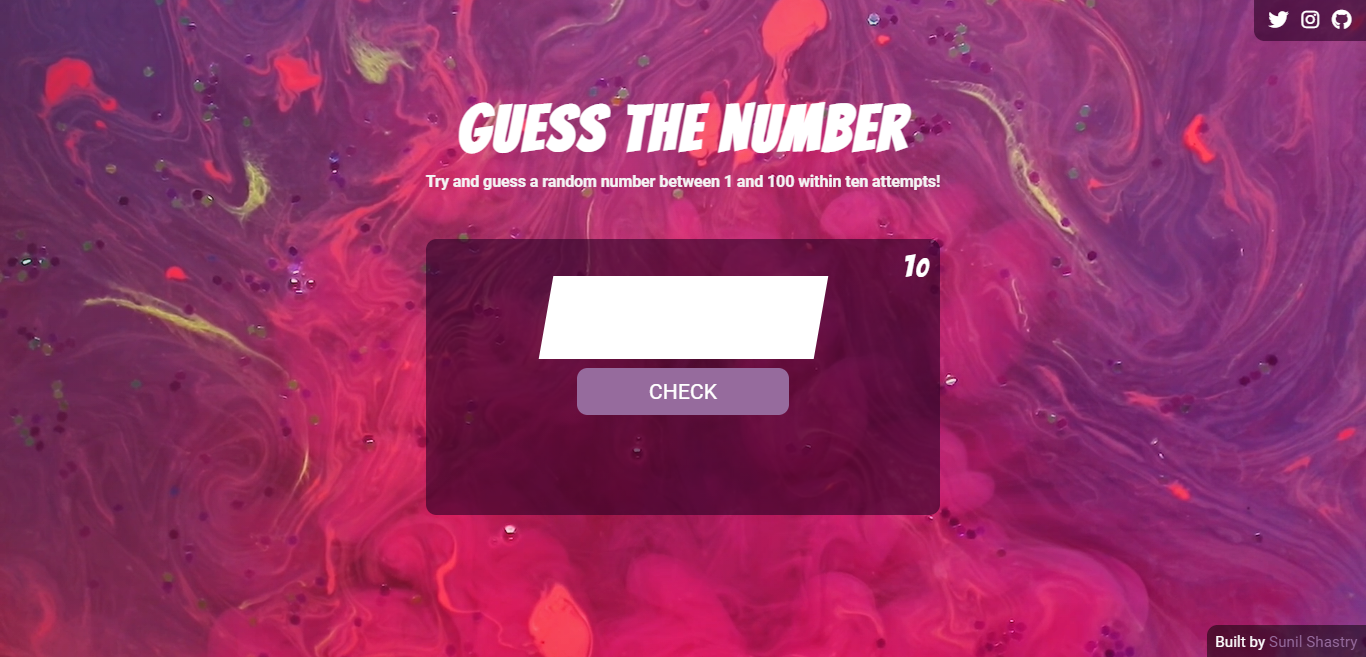 GUESS THE NUMBER
Try and guess a random number between 1 and 100 within ten attempts!
10
CHECK
Built by Sunil Shastry